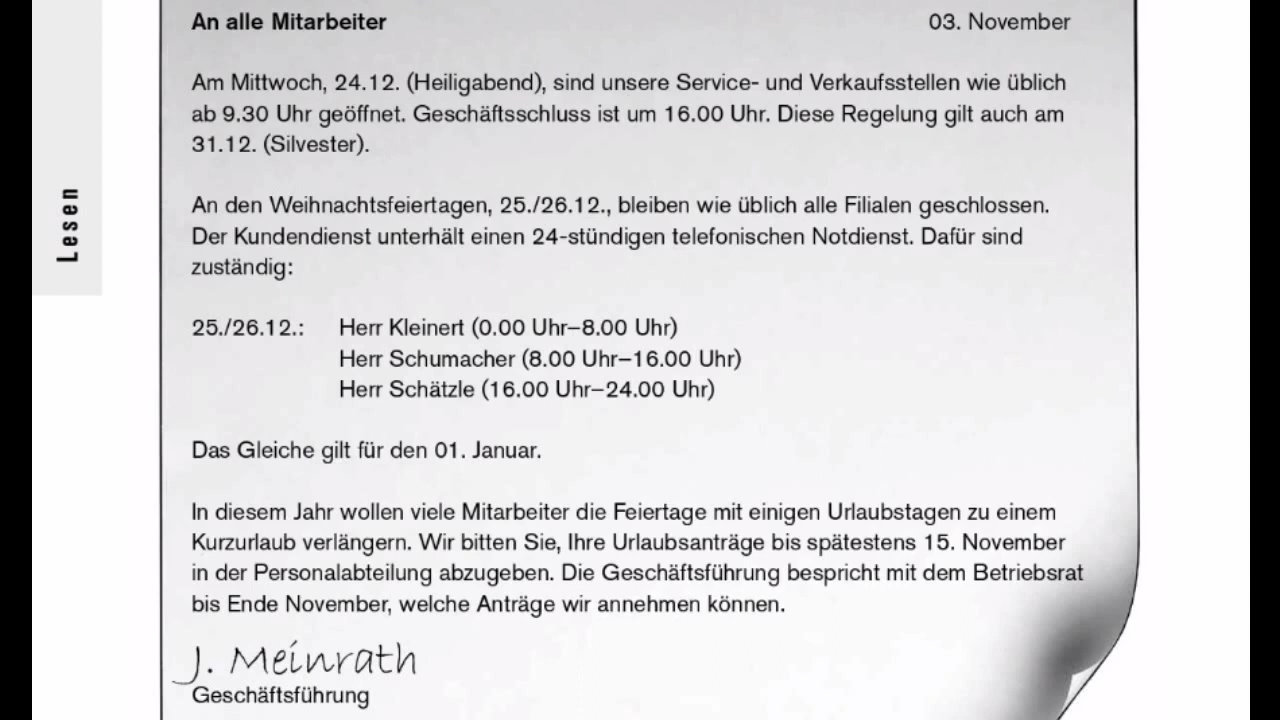 An alle Mitarbeiter 03. November
Am Mittwoch, 24.12. (Heiligabend), sind unsere Service- und Verkaufsstellen wie üblich
ab 9.30 Uhr geöffnet. Geschäftsschluss ist um 16.00 Uhr. Diese Regelung gilt auch am
31.12. (Silvester).
An den Weihnachtsfeiertagen, 25./26.12., bleiben wie üblich alle Filialen geschlossen.
Der Kundendienst unterhält einen 24-stündigen telefonischen Notdienst. Dafür sind
zuständig:
25./26.12.: Herr Kleinert (0.00 Uhr–8.00 Uhr)
Herr Schumacher (8.00 Uhr–16.00 Uhr)
Herr Schätzle (16.00 Uhr–24.00 Uhr)
Das Gleiche gilt für den 01. Januar.
In diesem Jahr wollen viele Mitarbeiter die Feiertage mit einigen Urlaubstagen zu einem
Kurzurlaub verlängern. Wir bitten Sie, Ihre Urlaubsanträge bis spätestens 15. November
in der Personalabteilung abzugeben. Die Geschäftsführung bespricht mit dem Betriebsrat
bis Ende November, welche Anträge wir annehmen können.
J. Meinrath
Geschäftsführung
Lesen